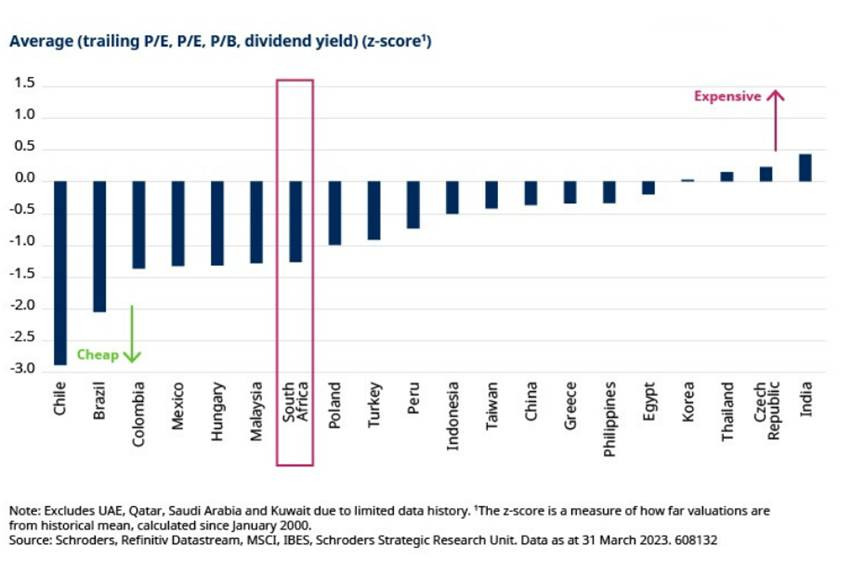 Average (trailing P/E, P/E, P/B, dividend yield) (z-score¹)
1.5
Expensive
1.0
0.5
0.0
-0.5
-1.0
-1.5
-2.0
-2.5
Cheap
-3.0
Chile
Brazil
Colombia
Mexico
Hungary
Malaysia
South
Africa
Poland
Turkey
Peru
Indonesia
Taiwan
China
Greece
Philippines
Egypt
Korea
Thailand
Czech
Republic
India
Note: Excludes UAE, Qatar, Saudi Arabia and Kuwait due to limited data history. ¹The z-score is a measure of how far valuations are
from historical mean, calculated since January 2000.
Source: Schroders, Refinitiv Datastream, MSCI, IBES, Schroders Strategic Research Unit. Data as at 31 March 2023. 608132